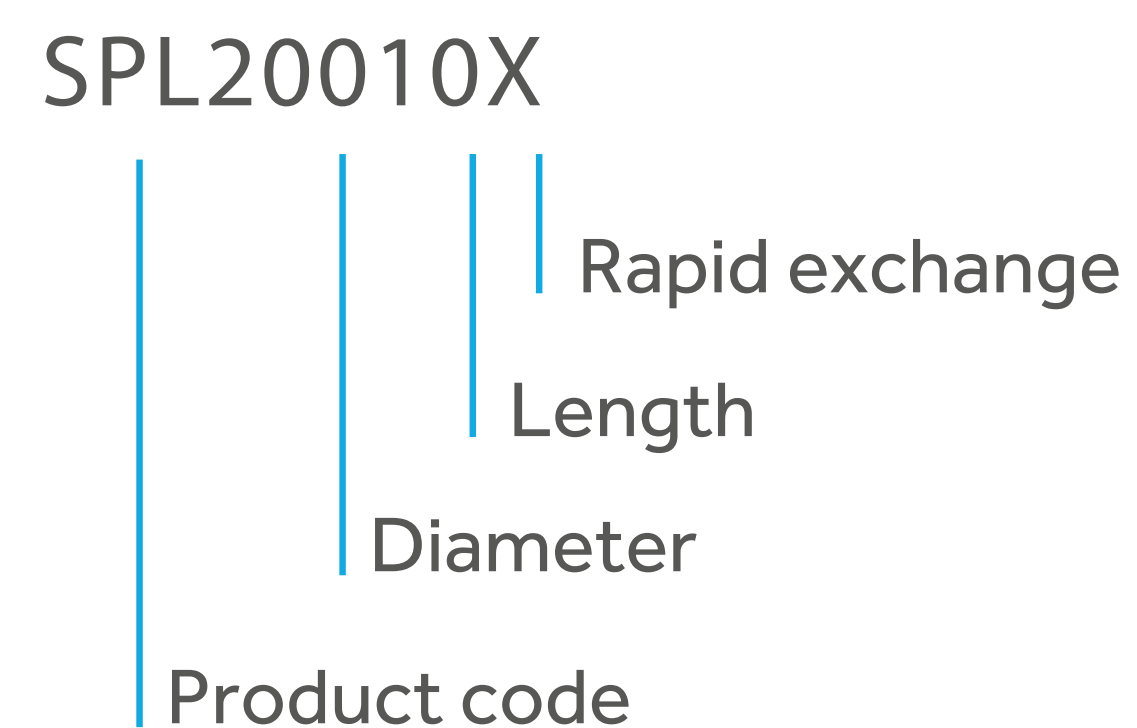 SPL20010X
Rapid exchange
Length
Diameter
Product code